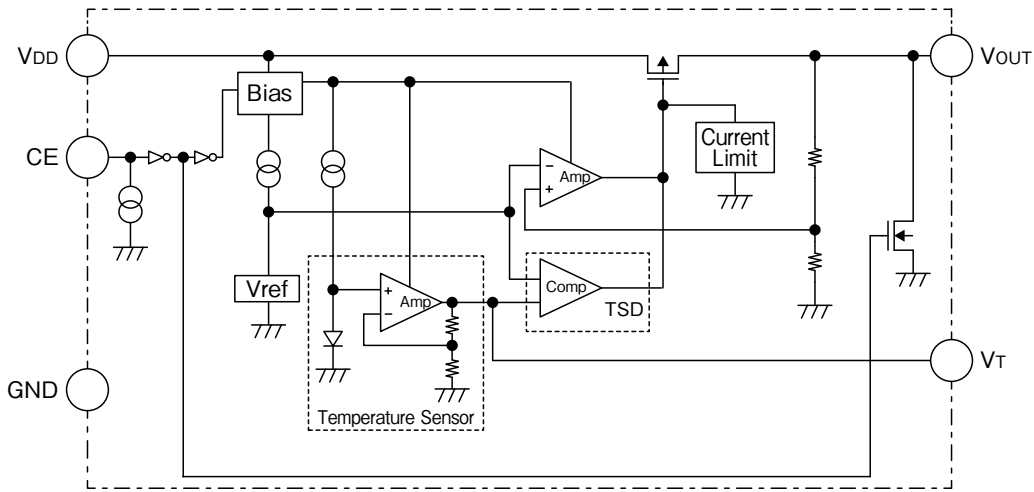 VDD
VOUT
Bias
CE
Current
Limit
−
Amp
+
Vref
+
Amp
−
Comp
TSD
VT
GND
Temperature Sensor